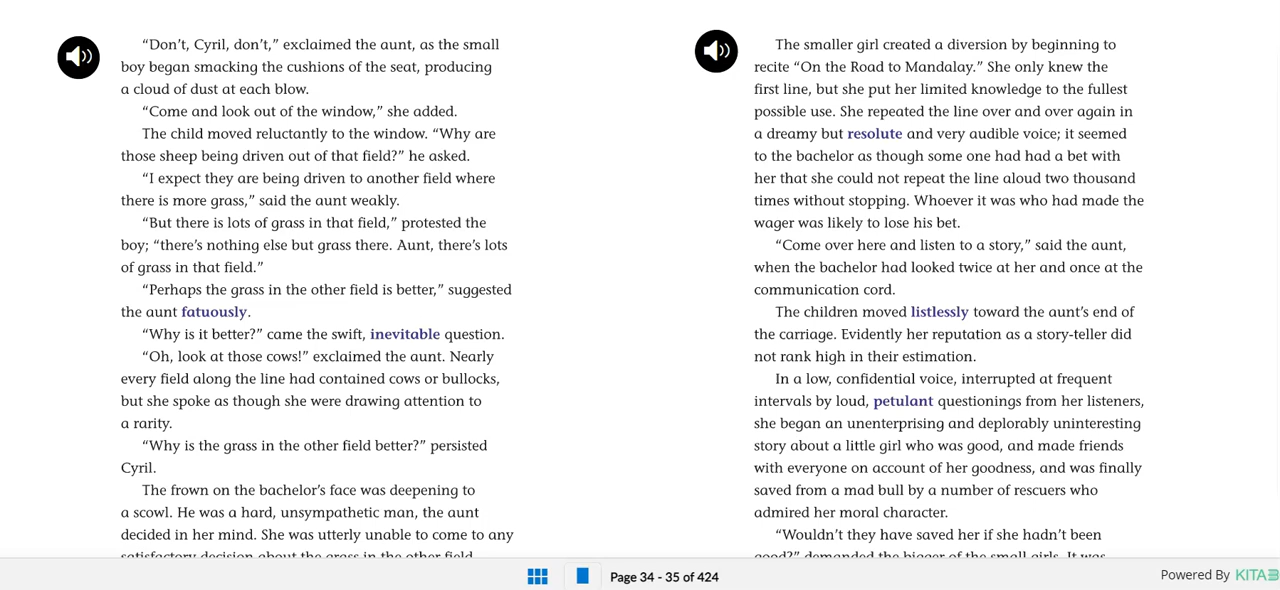 “Don’t, Cyril, don’t,” exclaimed the aunt, as the small
boy began smacking the cushions of the seat, producing
a cloud of dust at each blow.
“Come and look out of the window,” she added.
The child moved reluctantly to the window. “Why are
those sheep being driven out of that field?” he asked.
“I expect they are being driven to another field where
there is more grass,” said the aunt weakly.
“But there is lots of grass in that field,” protested the
boy; “there’s nothing else but grass there. Aunt, there’s lots
of grass in that field.”
“Perhaps the grass in the other field is better,” suggested
the aunt fatuously.
“Why is it better?” came the swift, inevitable question.
“Oh, look at those cows!” exclaimed the aunt. Nearly
every field along the line had contained cows or bullocks,
but she spoke as though she were drawing attention to
a rarity.
“Why is the grass in the other field better?” persisted
Cyril.
The frown on the bachelor’s face was deepening to
a scowl. He was a hard, unsympathetic man, the aunt
decided in her mind. She was utterly unable to come to any
satisfactory decision about the grass in the other field.
The smaller girl created a diversion by beginning to
recite “On the Road to Mandalay.” She only knew the
first line, but she put her limited knowledge to the fullest
possible use. She repeated the line over and over again in
a dreamy but resolute and very audible voice; it seemed
to the bachelor as though some one had had a bet with
her that she could not repeat the line aloud two thousand
times without stopping. Whoever it was who had made the
wager was likely to lose his bet.
“Come over here and listen to a story,” said the aunt,
when the bachelor had looked twice at her and once at the
communication cord.
The children moved listlessly toward the aunt’s end of
the carriage. Evidently her reputation as a story-teller did
not rank high in their estimation.
In a low, confidential voice, interrupted at frequent
intervals by loud, petulant questionings from her listeners,
she began an unenterprising and deplorably uninteresting
story about a little girl who was good, and made friends
with everyone on account of her goodness, and was finally
saved from a mad bull by a number of rescuers who
admired her moral character.
“Wouldn’t they have saved her if she hadn’t been
good?” demanded the bigger of the small girls. It was
Page 34 - 35 of 424
Powered By KITAB